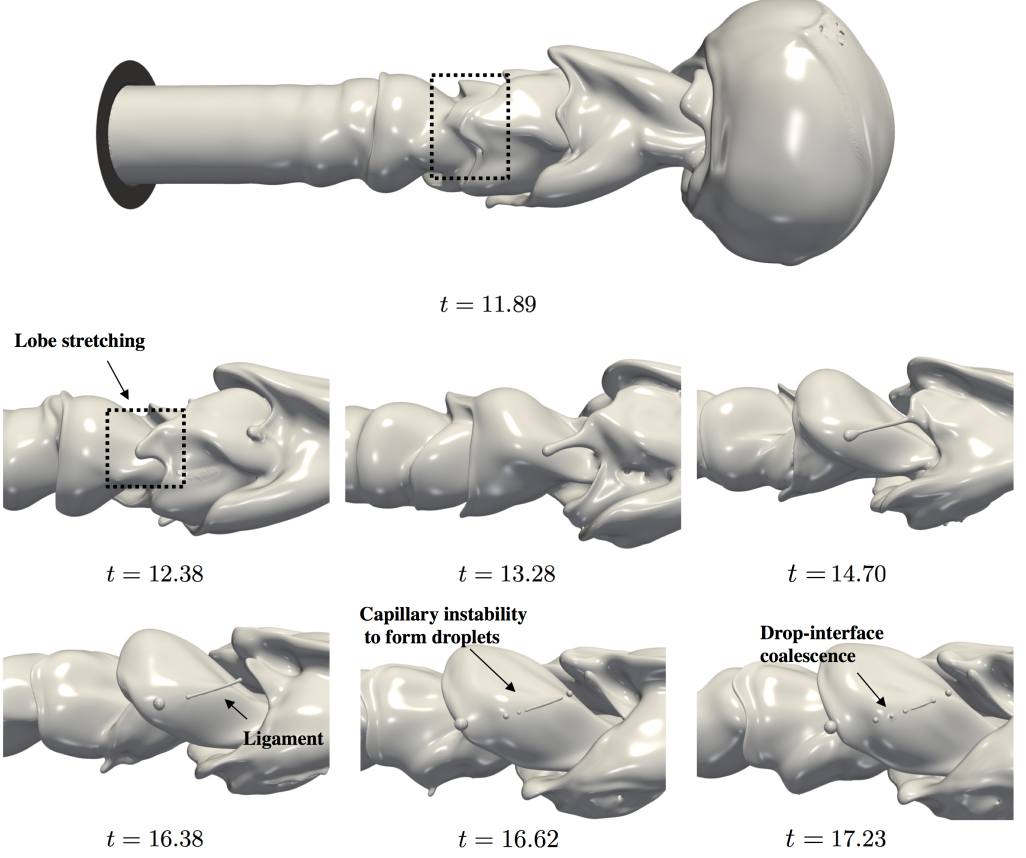 t = 11.89
Lobe stretching
t = 12.38
t = 13.28
t = 14.70
Capillary instability
to form droplets
Drop-interface
coalescence
Ligament
t = 16.38
t = 16.62
t = 17.23